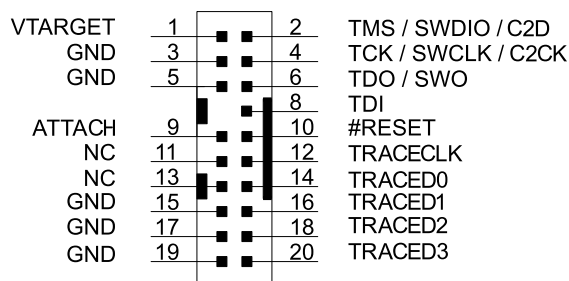 VTARGET 1 2 TMS / SWDIO / C2D
GND 3 4 TCK / SWCLK / C2CK
GND 5 6 TDO / SWO
8 TDI
ATTACH 9 10 #RESET
NC 11 12 TRACECLK
NC 13 14 TRACED0
GND 15 16 TRACED1
GND 17 18 TRACED2
GND 19 20 TRACED3